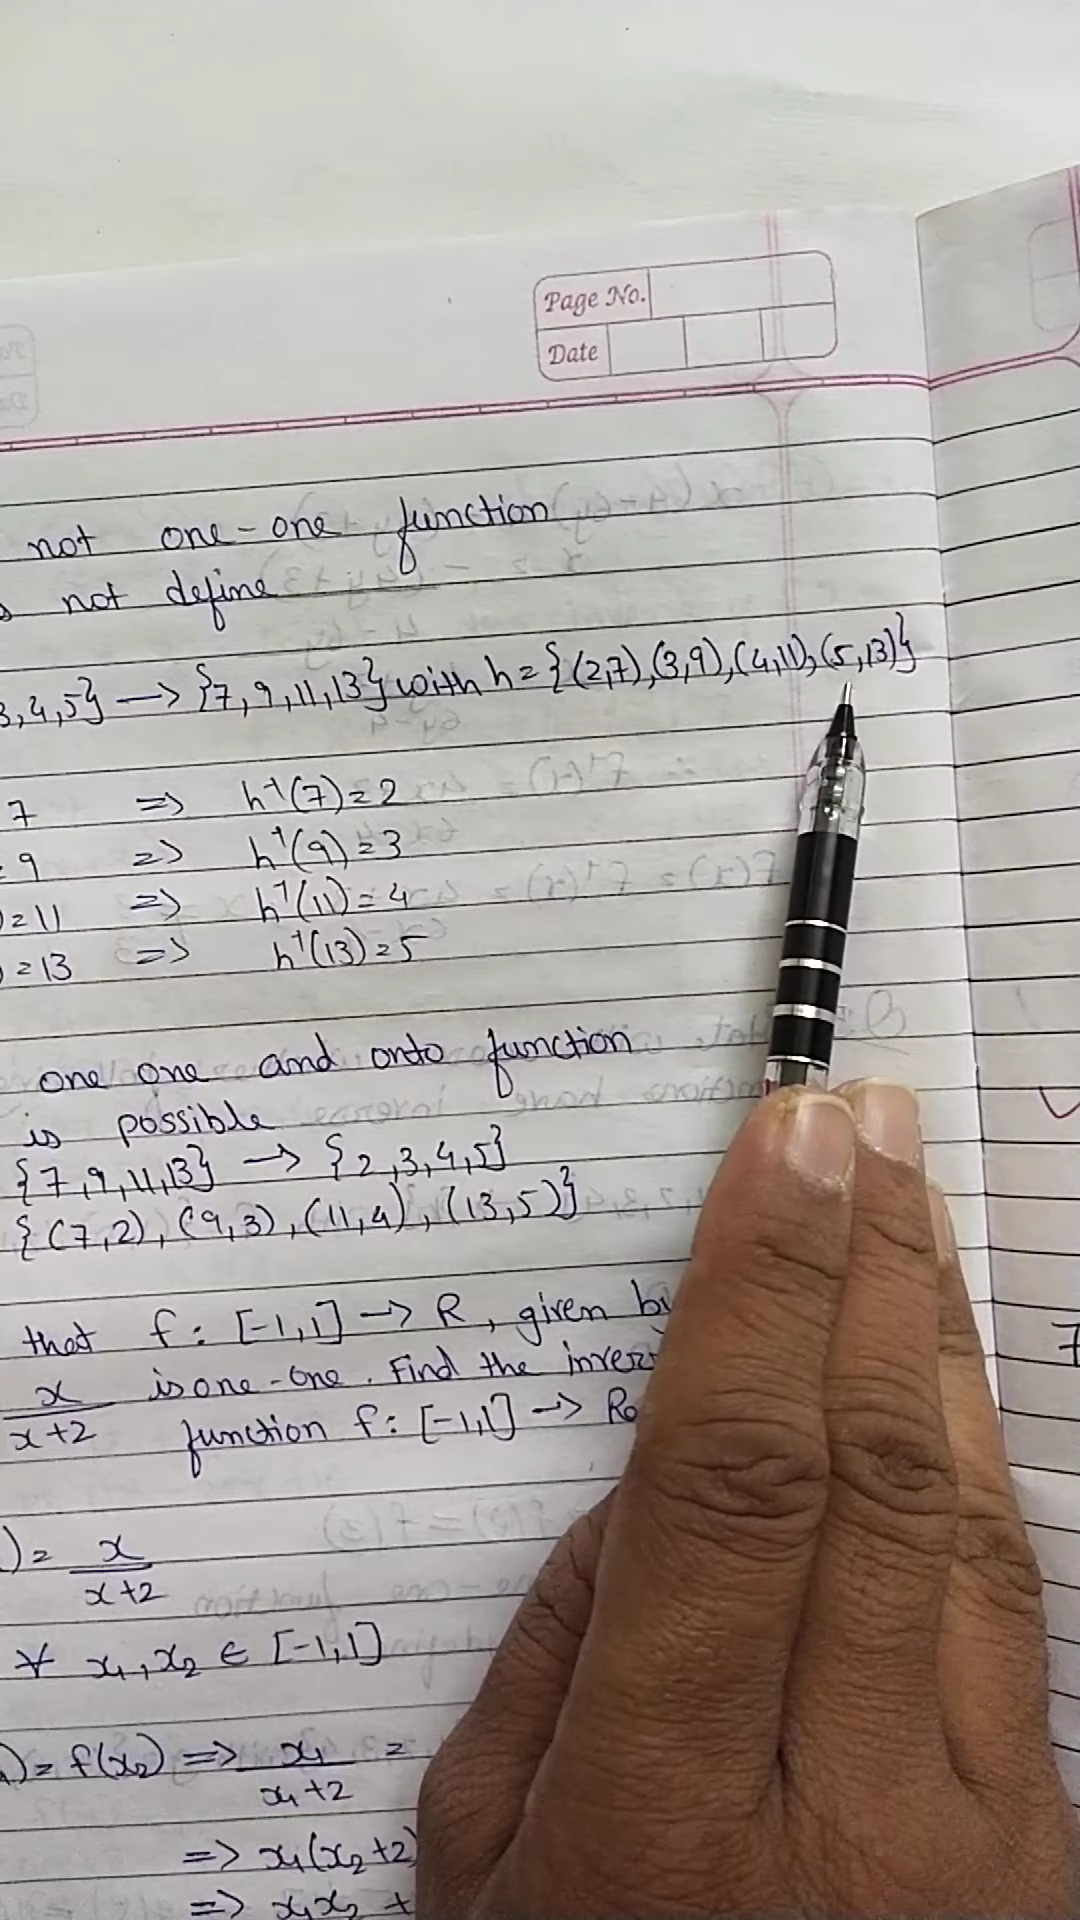 Page No.
Date
not one-one function
not define
3,4,5} → {7,9,11,13} with h = {(2,7),(3,9),(4,11),(5,13)}
7 => h⁻¹(7)=2
=9 => h⁻¹(9)=3
)=11 => h⁻¹(11)=4
)=13 => h⁻¹(13)=5
one one and onto function
is possible
{7,9,11,13} → {2,3,4,5}
{(7,2), (9,3), (11,4), (13,5)}
that f: [-1,1] → R, given by
x/(x+2) is one-one. Find the
function f: [-1,1] → R
)= x/(x+2)
∀ x₁,x₂ ∈ [-1,1]
)= f(x₂) => x₁/(x₁+2) =
=> x₁(x₂+2)
=> x₁x₂ +